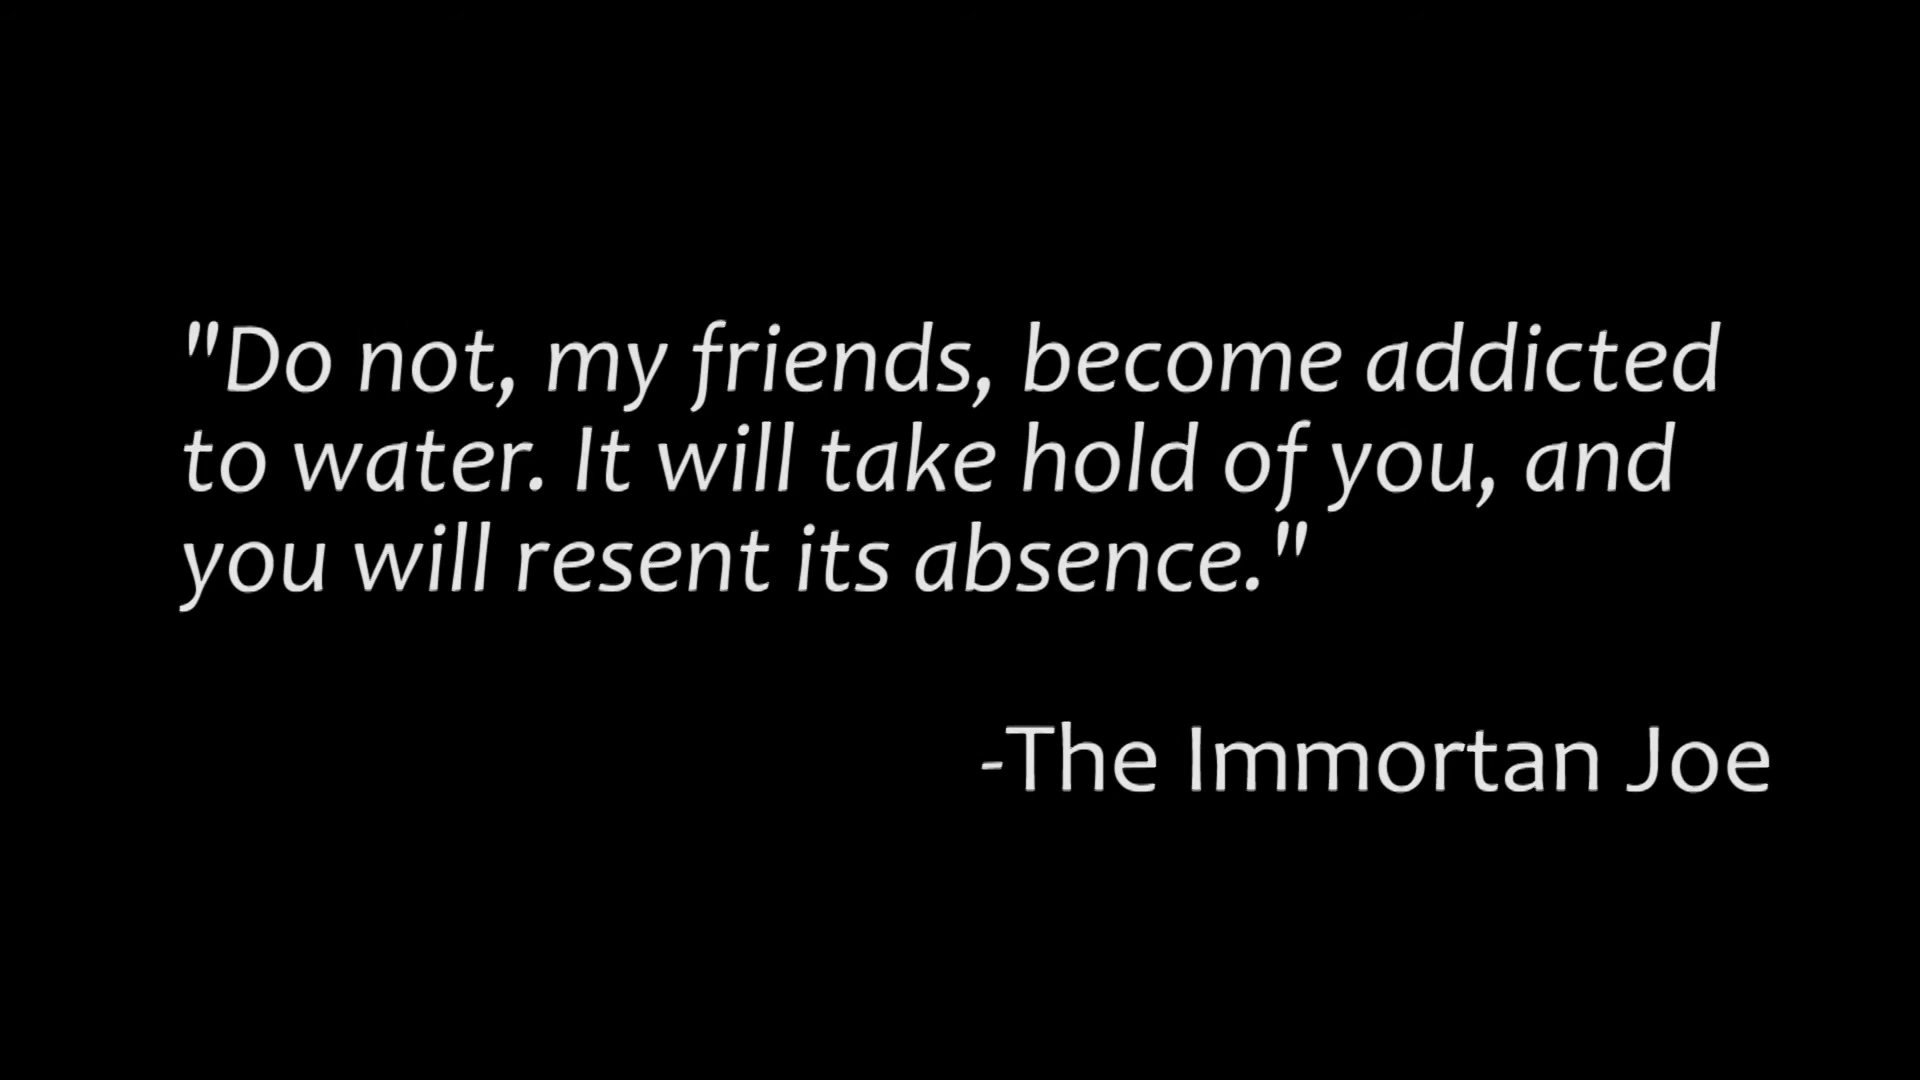 "Do not, my friends, become addicted
to water. It will take hold of you, and
you will resent its absence."
-The Immortan Joe